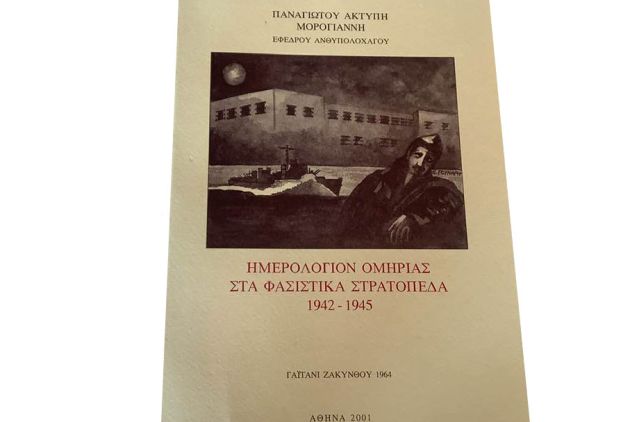 ΠΑΝΑΓΙΩΤΟΥ ΑΚΤΥΠΗ
ΜΟΡΟΓΙΑΝΝΗ
ΕΦΕΔΡΟΥ ΑΝΘΥΠΟΛΟΧΑΓΟΥ
ΗΜΕΡΟΛΟΓΙΟΝ ΟΜΗΡΙΑΣ
ΣΤΑ ΦΑΣΙΣΤΙΚΑ ΣΤΡΑΤΟΠΕΔΑ
1942 - 1945
ΓΑΪΤΑΝΙ ΖΑΚΥΝΘΟΥ 1964
ΑΘΗΝΑ 2001